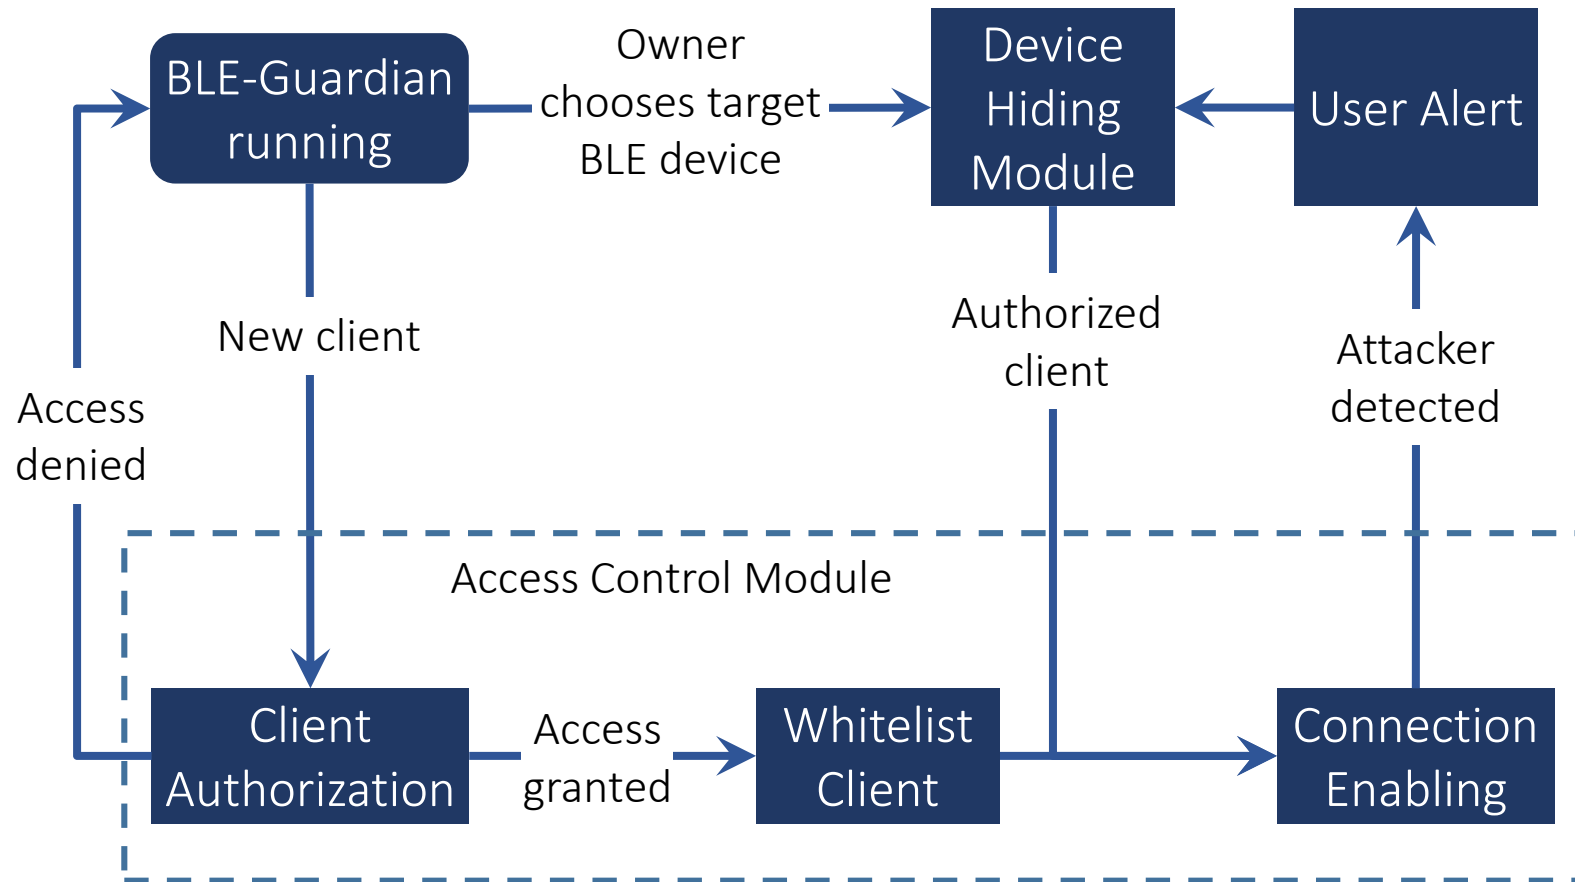 BLE-Guardian
running
Owner
chooses target
BLE device
Device
Hiding
Module
User Alert
New client
Authorized
client
Attacker
detected
Access
denied
Access Control Module
Client
Authorization
Access
granted
Whitelist
Client
Connection
Enabling